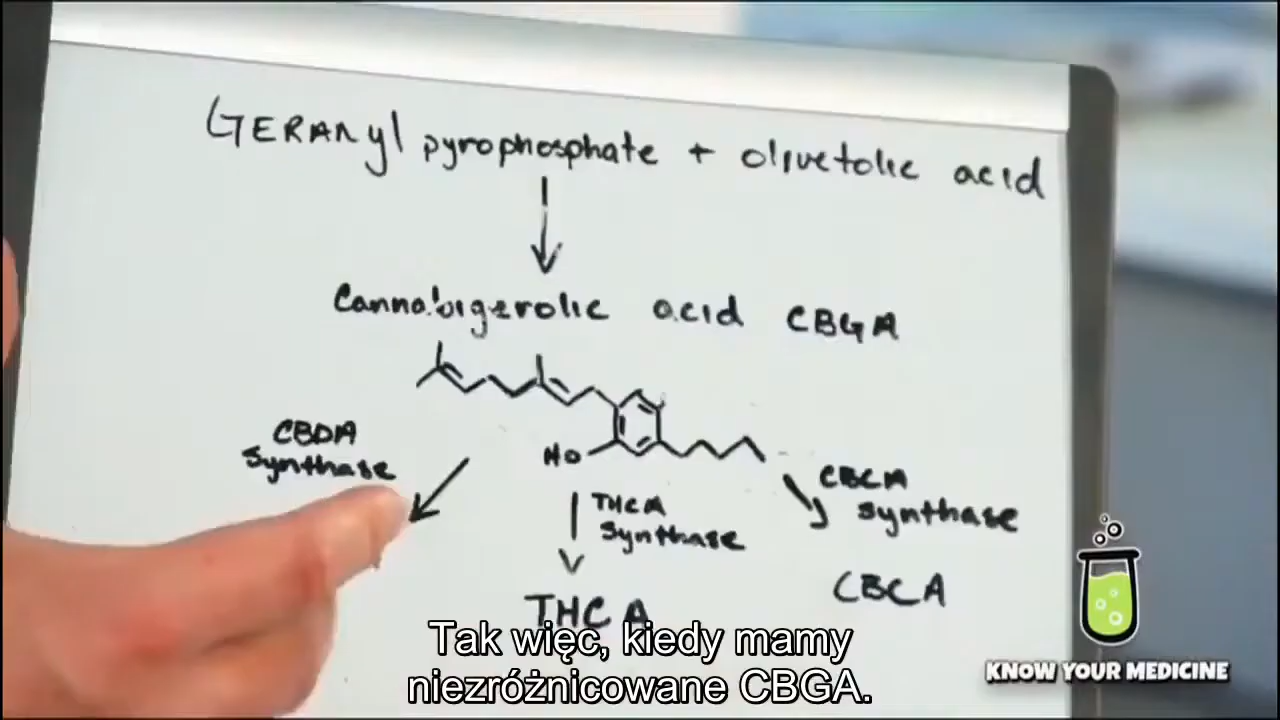 GERANyl pyrophosphate + olivetolic acid
Cannabigerolic acid CBGA
CBDA
Synthase
HO
THCA
Synthase
THCA
CBCA
synthase
CBCA
KNOW YOUR MEDICINE
Tak więc, kiedy mamy
niezróżnicowane CBGA.